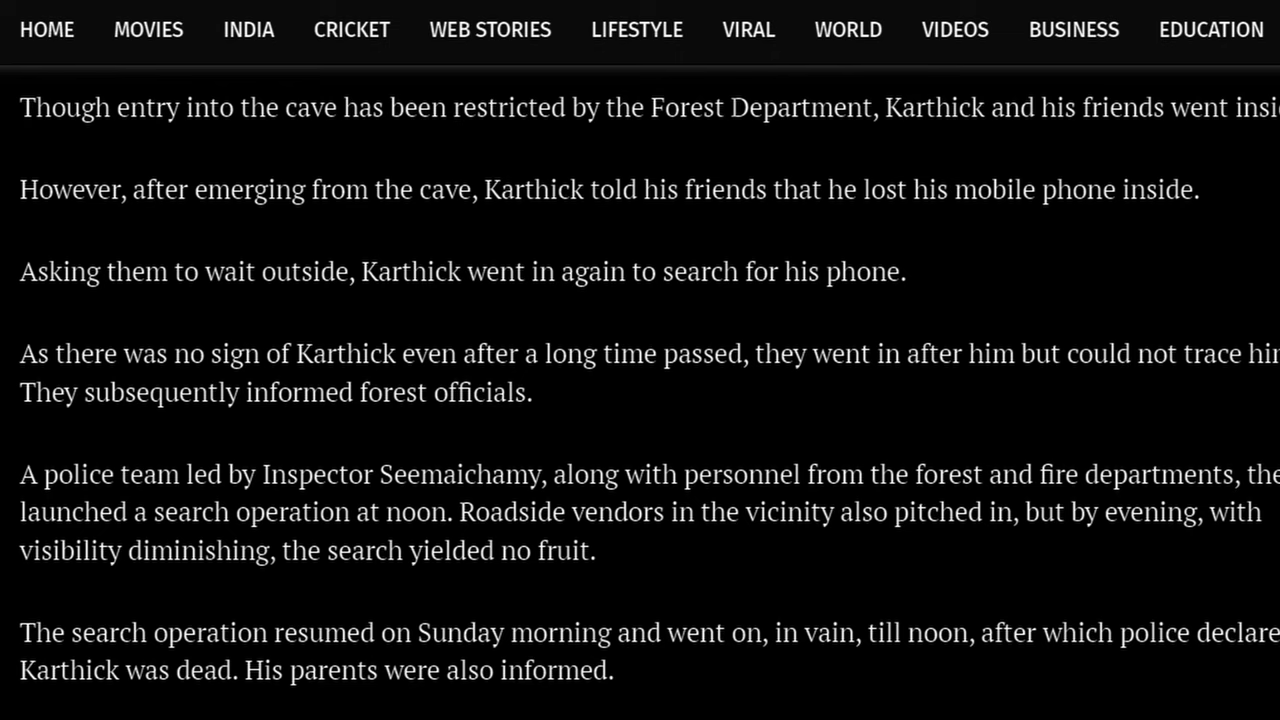 HOME MOVIES INDIA CRICKET WEB STORIES LIFESTYLE VIRAL WORLD VIDEOS BUSINESS EDUCATION
Though entry into the cave has been restricted by the Forest Department, Karthick and his friends went
However, after emerging from the cave, Karthick told his friends that he lost his mobile phone inside.
Asking them to wait outside, Karthick went in again to search for his phone.
As there was no sign of Karthick even after a long time passed, they went in after him but could not trace
They subsequently informed forest officials.
A police team led by Inspector Seemaichamy, along with personnel from the forest and fire departments,
launched a search operation at noon. Roadside vendors in the vicinity also pitched in, but by evening, with
visibility diminishing, the search yielded no fruit.
The search operation resumed on Sunday morning and went on, in vain, till noon, after which police
Karthick was dead. His parents were also informed.